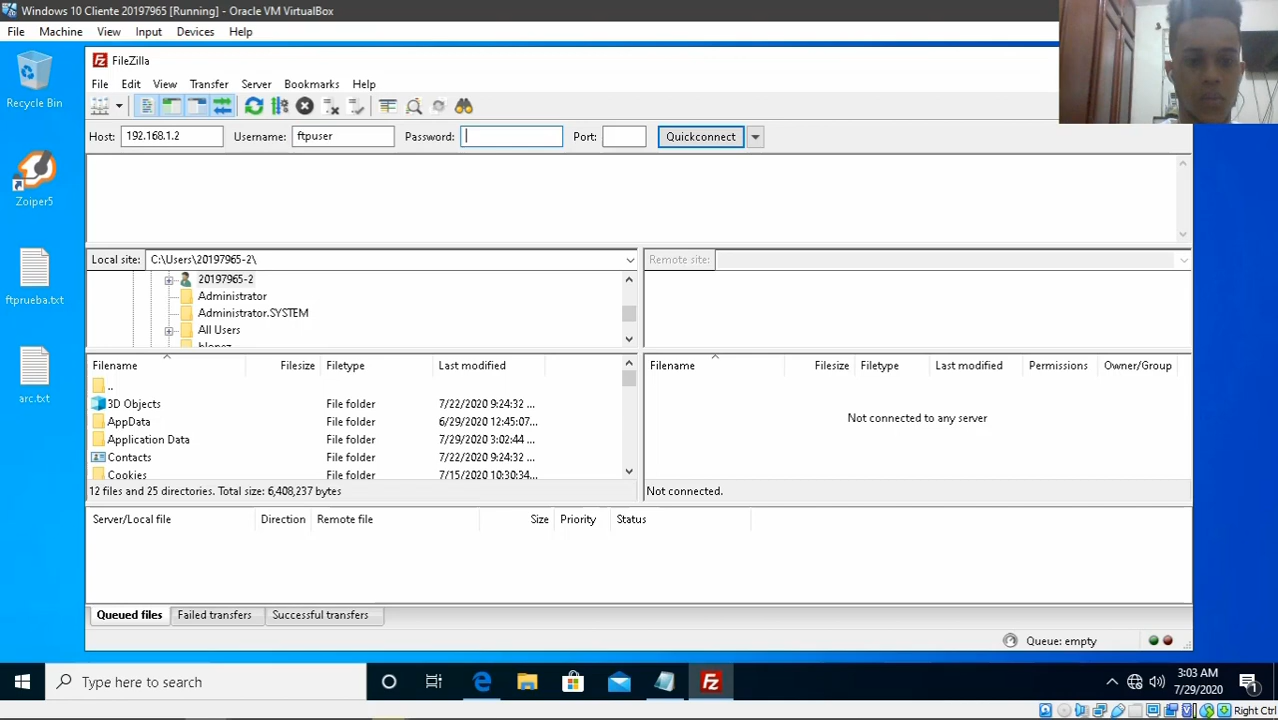 Windows 10 Cliente 20197965 [Running] - Oracle VM VirtualBox
File Machine View Input Devices Help
Recycle Bin
Zoiper5
ftprueba.txt
arc.txt
FileZilla
File Edit View Transfer Server Bookmarks Help
Host: 192.168.1.2 Username: ftpuser Password: Port: Quickconnect
Local site: C:\Users\20197965-2\
20197965-2
Administrator
Administrator.SYSTEM
All Users
Remote site:
Filename Filesize Filetype Last modified
..
3D Objects File folder 7/22/2020 9:24:32 ...
AppData File folder 6/29/2020 12:45:07...
Application Data File folder 7/29/2020 3:02:44 ...
Contacts File folder 7/22/2020 9:24:32 ...
Cookies File folder 7/15/2020 10:30:34...
12 files and 25 directories. Total size: 6,408,237 bytes
Filename Filesize Filetype Last modified Permissions Owner/Group
Not connected to any server
Not connected.
Server/Local file Direction Remote file Size Priority Status
Queued files Failed transfers Successful transfers
Queue: empty
Type here to search
3:03 AM
7/29/2020
1
Right Ctrl